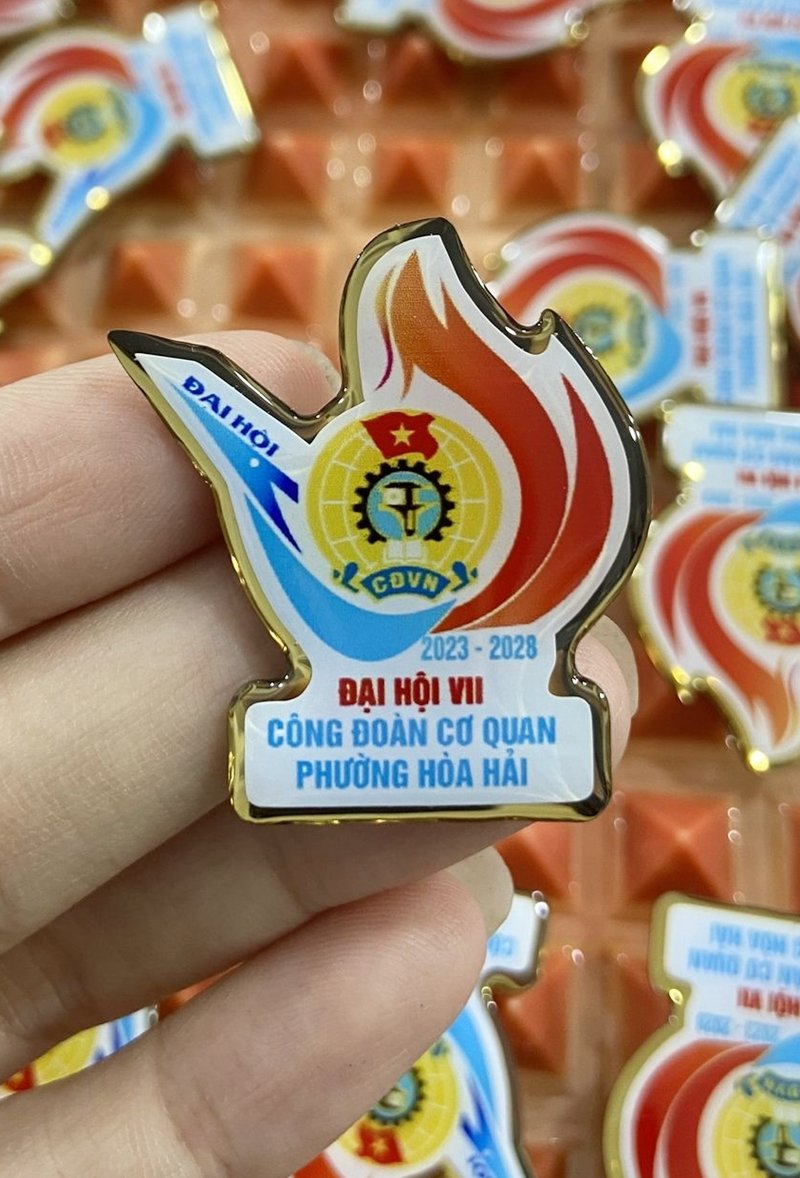 ĐẠI HỘI
CĐVN
2023 - 2028
ĐẠI HỘI VII
CÔNG ĐOÀN CƠ QUAN
PHƯỜNG HÒA HẢI